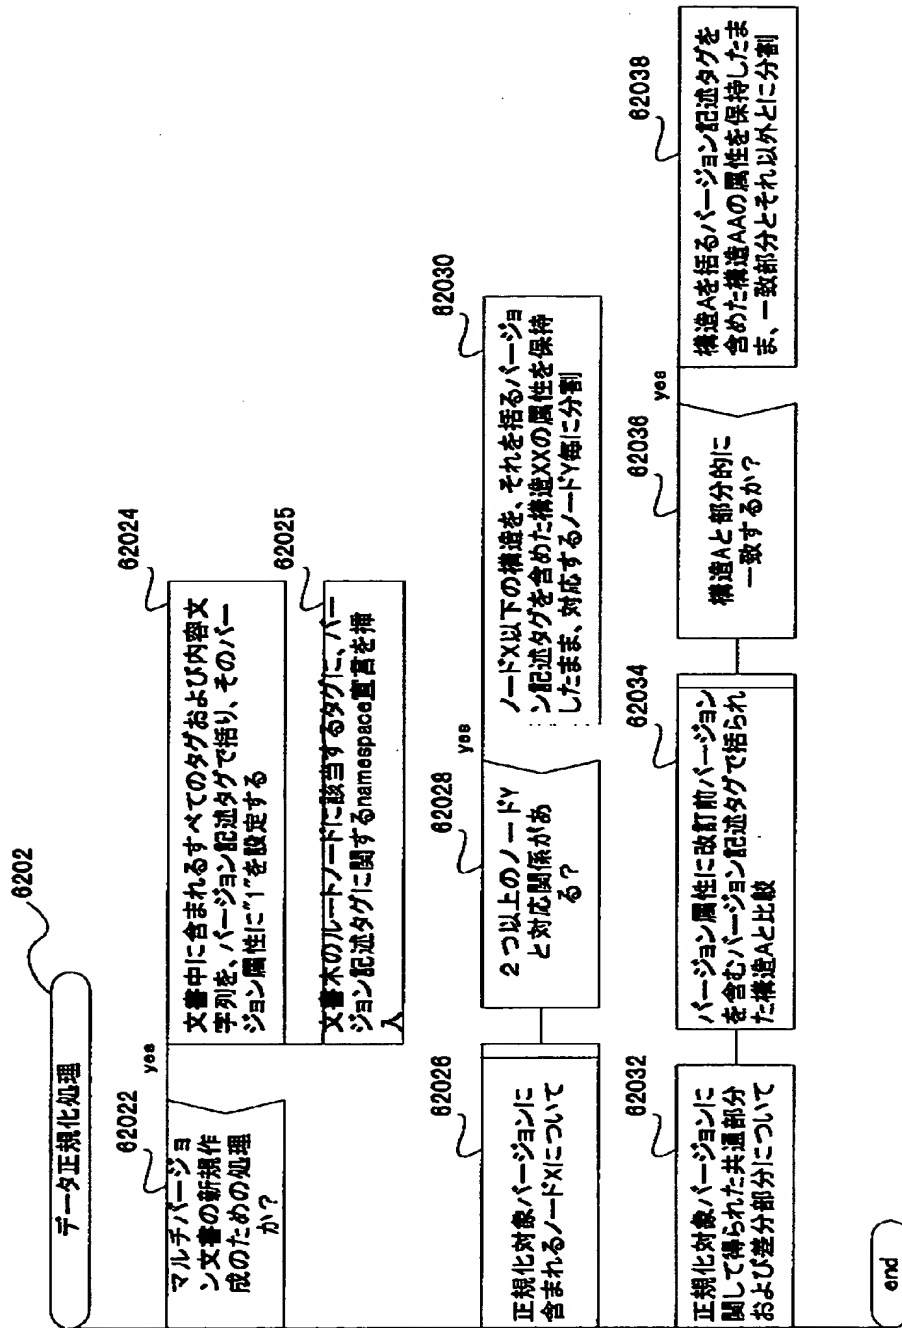 データ正規化処理
6202
マルチバージョ
ン文書の新規作
成のための処理
か?
62022
yes
文書中に含まれるすべてのタグおよび内容文
字列を、バージョン記述タグで括り、そのバー
ジョン属性に"1"を設定する
62024
文書木のルートノードに該当するタグに、バー
ジョン記述タグに関するnamespace宣言を挿
入
62025
正規化対象バージョンに
含まれるノードXについて
62026
2つ以上のノードY
と対応関係があ
る?
62028
yes
ノードX以下の構造を、それを括るバージョ
ン記述タグを含めた構造XXの属性を保持
したまま、対応するノードY毎に分割
62030
正規化対象バージョンに
関して得られた共通部分
および差分部分について
62032
バージョン属性に改訂前バージョン
を含むバージョン記述タグで括られ
た構造Aと比較
62034
構造Aと部分的に
一致するか?
62036
yes
構造Aを括るバージョン記述タグを
含めた構造AAの属性を保持したま
ま、一致部分とそれ以外とに分割
62038
end